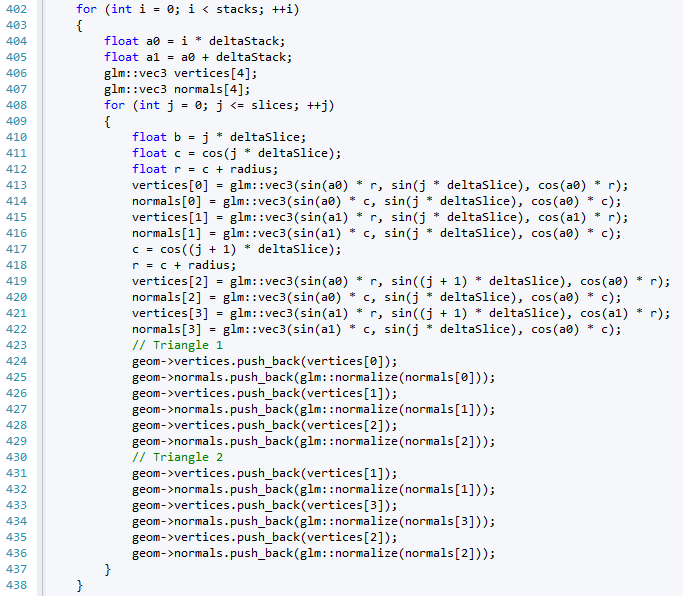 402 for (int i = 0; i < stacks; ++i)
403 {
404 float a0 = i * deltaStack;
405 float a1 = a0 + deltaStack;
406 glm::vec3 vertices[4];
407 glm::vec3 normals[4];
408 for (int j = 0; j <= slices; ++j)
409 {
410 float b = j * deltaSlice;
411 float c = cos(j * deltaSlice);
412 float r = c + radius;
413 vertices[0] = glm::vec3(sin(a0) * r, sin(j * deltaSlice), cos(a0) * r);
414 normals[0] = glm::vec3(sin(a0) * c, sin(j * deltaSlice), cos(a0) * c);
415 vertices[1] = glm::vec3(sin(a1) * r, sin(j * deltaSlice), cos(a1) * r);
416 normals[1] = glm::vec3(sin(a1) * c, sin(j * deltaSlice), cos(a0) * c);
417 c = cos((j + 1) * deltaSlice);
418 r = c + radius;
419 vertices[2] = glm::vec3(sin(a0) * r, sin((j + 1) * deltaSlice), cos(a0) * r);
420 normals[2] = glm::vec3(sin(a0) * c, sin(j * deltaSlice), cos(a0) * c);
421 vertices[3] = glm::vec3(sin(a1) * r, sin((j + 1) * deltaSlice), cos(a1) * r);
422 normals[3] = glm::vec3(sin(a1) * c, sin(j * deltaSlice), cos(a0) * c);
423 // Triangle 1
424 geom->vertices.push_back(vertices[0]);
425 geom->normals.push_back(glm::normalize(normals[0]));
426 geom->vertices.push_back(vertices[1]);
427 geom->normals.push_back(glm::normalize(normals[1]));
428 geom->vertices.push_back(vertices[2]);
429 geom->normals.push_back(glm::normalize(normals[2]));
430 // Triangle 2
431 geom->vertices.push_back(vertices[1]);
432 geom->normals.push_back(glm::normalize(normals[1]));
433 geom->vertices.push_back(vertices[3]);
434 geom->normals.push_back(glm::normalize(normals[3]));
435 geom->vertices.push_back(vertices[2]);
436 geom->normals.push_back(glm::normalize(normals[2]));
437 }
438 }